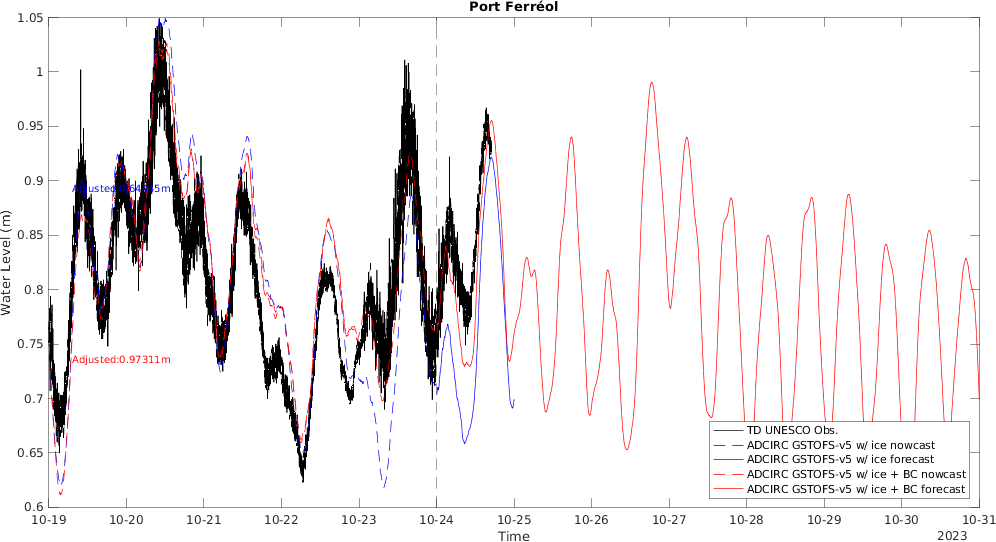 Port Ferréol
Water Level (m)
1.05
1
0.95
0.9
0.85
0.8
0.75
0.7
0.65
0.6
Adjusted:0.97311m
TD UNESCO Obs.
ADCIRC GSTOFS-v5 w/ ice nowcast
ADCIRC GSTOFS-v5 w/ ice forecast
ADCIRC GSTOFS-v5 w/ ice + BC nowcast
ADCIRC GSTOFS-v5 w/ ice + BC forecast
10-19 10-20 10-21 10-22 10-23 10-24 10-25 10-26 10-27 10-28 10-29 10-30 10-31
Time
2023